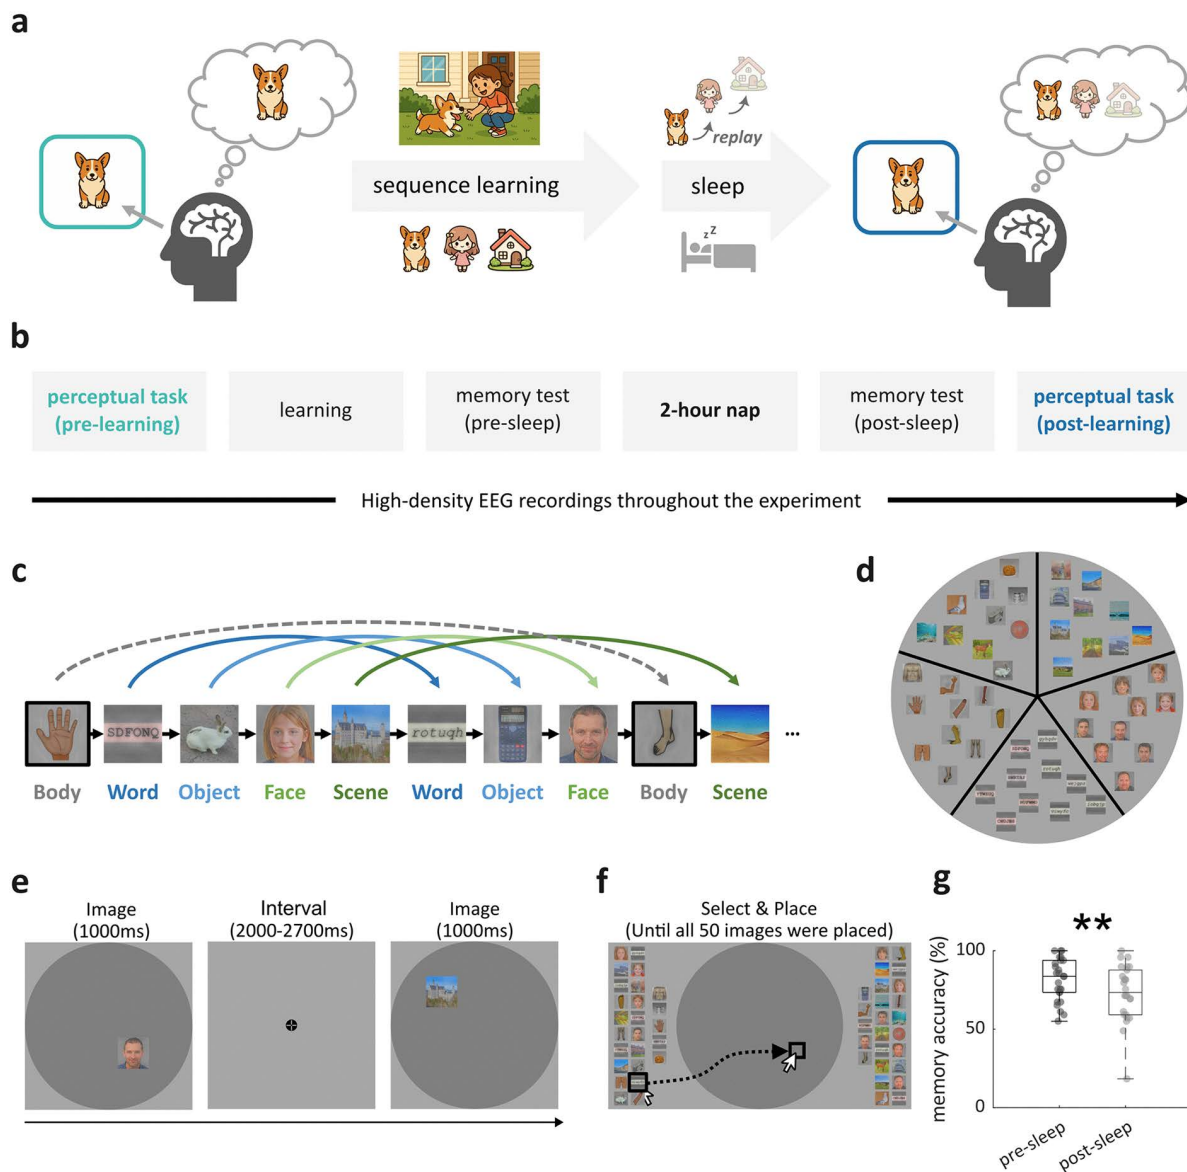 a
sequence learning
replay
sleep
z Z
b
perceptual task
(pre-learning)
learning
memory test
(pre-sleep)
2-hour nap
memory test
(post-sleep)
perceptual task
(post-learning)
High-density EEG recordings throughout the experiment
c
SDFONQ
rotuqh
...
Body Word Object Face Scene Word Object Face Body Scene
d
e
Image
(1000ms)
Interval
(2000-2700ms)
Image
(1000ms)
f
Select & Place
(Until all 50 images were placed)
g
**
memory accuracy (%)
100
50
0
pre-sleep
post-sleep